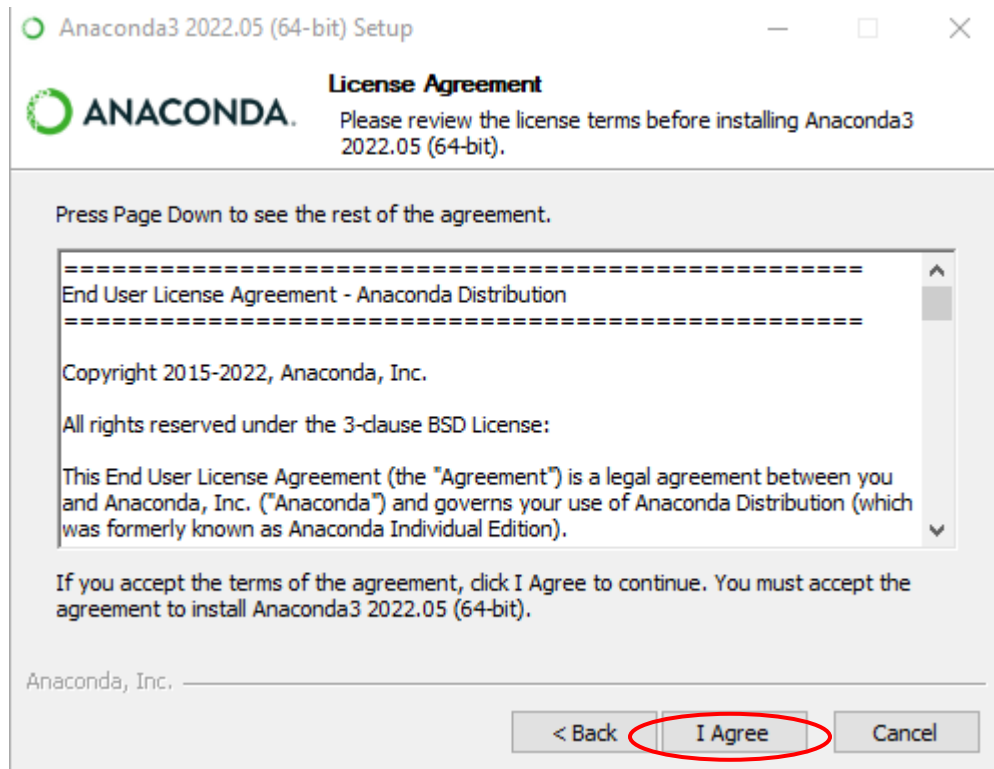 Anaconda3 2022.05 (64-bit) Setup
ANACONDA.
License Agreement
Please review the license terms before installing Anaconda3
2022.05 (64-bit).
Press Page Down to see the rest of the agreement.
==================================================
End User License Agreement - Anaconda Distribution
==================================================
Copyright 2015-2022, Anaconda, Inc.
All rights reserved under the 3-clause BSD License:
This End User License Agreement (the "Agreement") is a legal agreement between you
and Anaconda, Inc. ("Anaconda") and governs your use of Anaconda Distribution (which
was formerly known as Anaconda Individual Edition).
If you accept the terms of the agreement, click I Agree to continue. You must accept the
agreement to install Anaconda3 2022.05 (64-bit).
Anaconda, Inc.
< Back I Agree Cancel